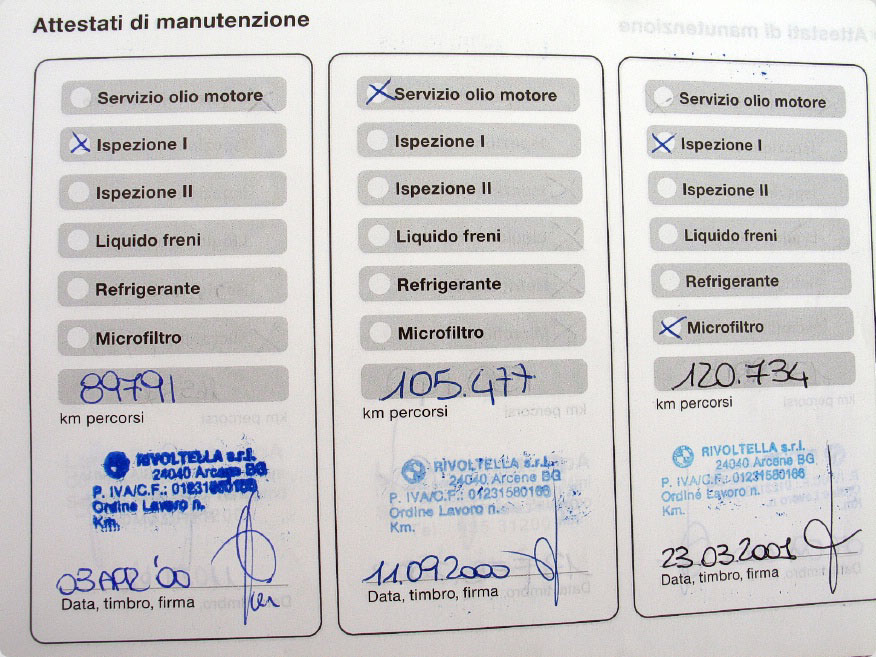 Attestati di manutenzione
Servizio olio motore
Ispezione I
Ispezione II
Liquido freni
Refrigerante
Microfiltro
89791
km percorsi
RIVOLTELLA s.r.l.
24040 Arcene BG
P. IVA/C.F.: 01231580166
Ordine Lavoro n.
Km.
03 APR '00
Data, timbro, firma
Servizio olio motore
Ispezione I
Ispezione II
Liquido freni
Refrigerante
Microfiltro
105.477
km percorsi
RIVOLTELLA s.r.l.
24040 Arcene BG
P. IVA/C.F.: 01231580166
Ordine Lavoro n.
Km.
11.09.2000
Data, timbro, firma
Servizio olio motore
Ispezione I
Ispezione II
Liquido freni
Refrigerante
Microfiltro
120.734
km percorsi
RIVOLTELLA s.r.l.
24040 Arcene BG
P. IVA/C.F.: 01231580166
Ordine Lavoro n.
Km.
23.03.2001
Data, timbro, firma